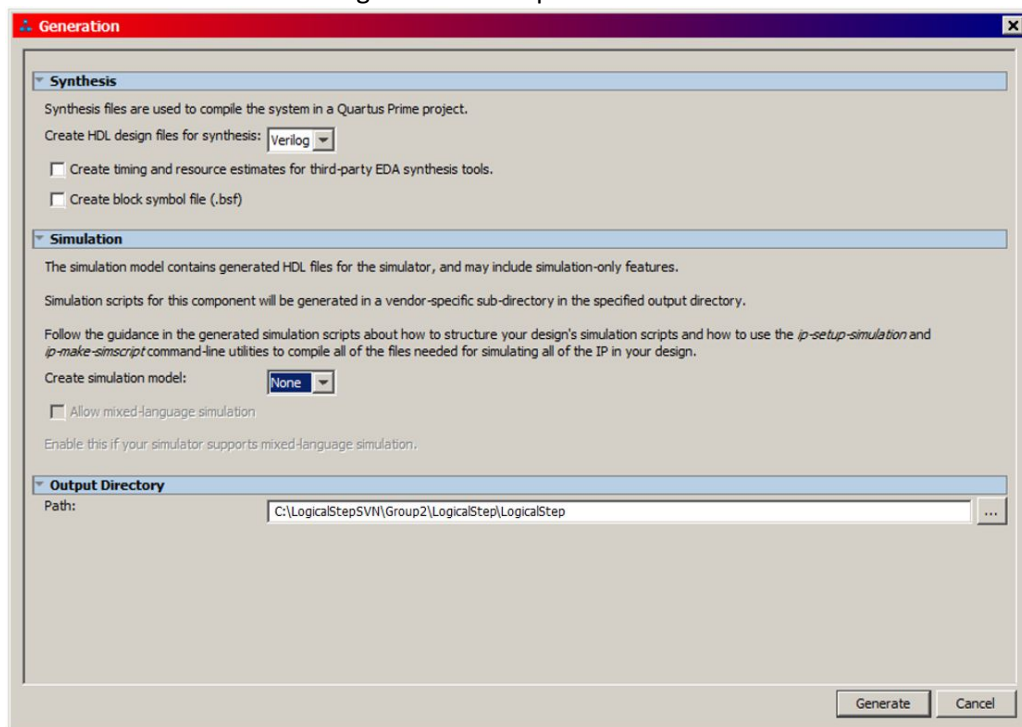 Generation
Synthesis
Synthesis files are used to compile the system in a Quartus Prime project.
Create HDL design files for synthesis: Verilog
Create timing and resource estimates for third-party EDA synthesis tools.
Create block symbol file (.bsf)
Simulation
The simulation model contains generated HDL files for the simulator, and may include simulation-only features.
Simulation scripts for this component will be generated in a vendor-specific sub-directory in the specified output directory.
Follow the guidance in the generated simulation scripts about how to structure your design's simulation scripts and how to use the ip-setup-simulation and
ip-make-simscript command-line utilities to compile all of the files needed for simulating all of the IP in your design.
Create simulation model: None
Allow mixed-language simulation
Enable this if your simulator supports mixed-language simulation.
Output Directory
Path: C:\LogicalStepSVN\Group2\LogicalStep\LogicalStep ...
Generate Cancel